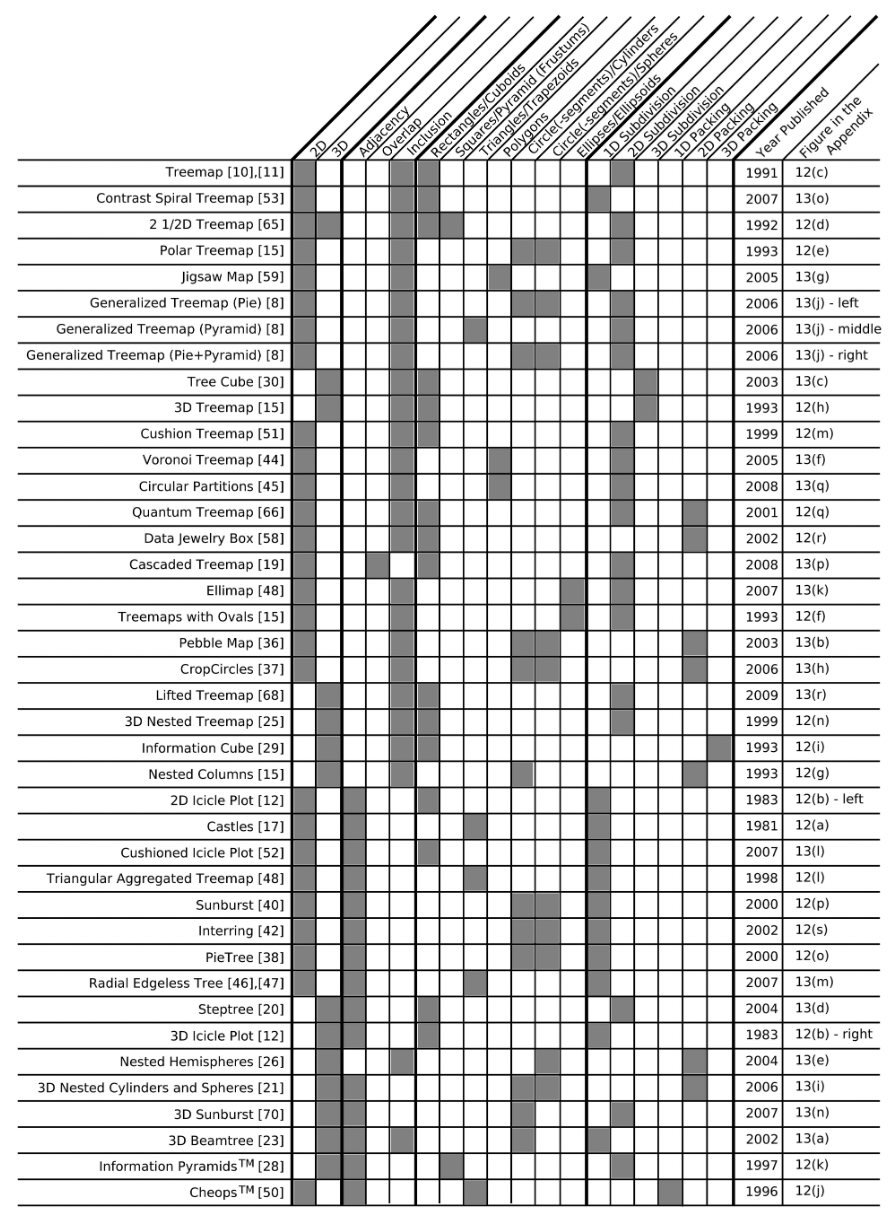 2D
3D
Adjacency
Overlap
Inclusion
Rectangles/Cuboids
Squares/Pyramid (Frustums)
Triangles/Trapezoids
Polygons
Circle(-segments)/Cylinders
Circle(-segments)/Spheres
Ellipses/Ellipsoids
1D Subdivision
2D Subdivision
3D Subdivision
1D Packing
2D Packing
3D Packing
Year Published
Figure in the
Appendix
Treemap [10],[11] 1991 12(c)
Contrast Spiral Treemap [53] 2007 13(o)
2 1/2D Treemap [65] 1992 12(d)
Polar Treemap [15] 1993 12(e)
Jigsaw Map [59] 2005 13(g)
Generalized Treemap (Pie) [8] 2006 13(j) - left
Generalized Treemap (Pyramid) [8] 2006 13(j) - middle
Generalized Treemap (Pie+Pyramid) [8] 2006 13(j) - right
Tree Cube [30] 2003 13(c)
3D Treemap [15] 1993 12(h)
Cushion Treemap [51] 1999 12(m)
Voronoi Treemap [44] 2005 13(f)
Circular Partitions [45] 2008 13(q)
Quantum Treemap [66] 2001 12(q)
Data Jewelry Box [58] 2002 12(r)
Cascaded Treemap [19] 2008 13(p)
Ellimap [48] 2007 13(k)
Treemaps with Ovals [15] 1993 12(f)
Pebble Map [36] 2003 13(b)
CropCircles [37] 2006 13(h)
Lifted Treemap [68] 2009 13(r)
3D Nested Treemap [25] 1999 12(n)
Information Cube [29] 1993 12(i)
Nested Columns [15] 1993 12(g)
2D Icicle Plot [12] 1983 12(b) - left
Castles [17] 1981 12(a)
Cushioned Icicle Plot [52] 2007 13(l)
Triangular Aggregated Treemap [48] 1998 12(l)
Sunburst [40] 2000 12(p)
Interring [42] 2002 12(s)
PieTree [38] 2000 12(o)
Radial Edgeless Tree [46],[47] 2007 13(m)
Steptree [20] 2004 13(d)
3D Icicle Plot [12] 1983 12(b) - right
Nested Hemispheres [26] 2004 13(e)
3D Nested Cylinders and Spheres [21] 2006 13(i)
3D Sunburst [70] 2007 13(n)
3D Beamtree [23] 2002 13(a)
Information Pyramids™ [28] 1997 12(k)
Cheops™ [50] 1996 12(j)